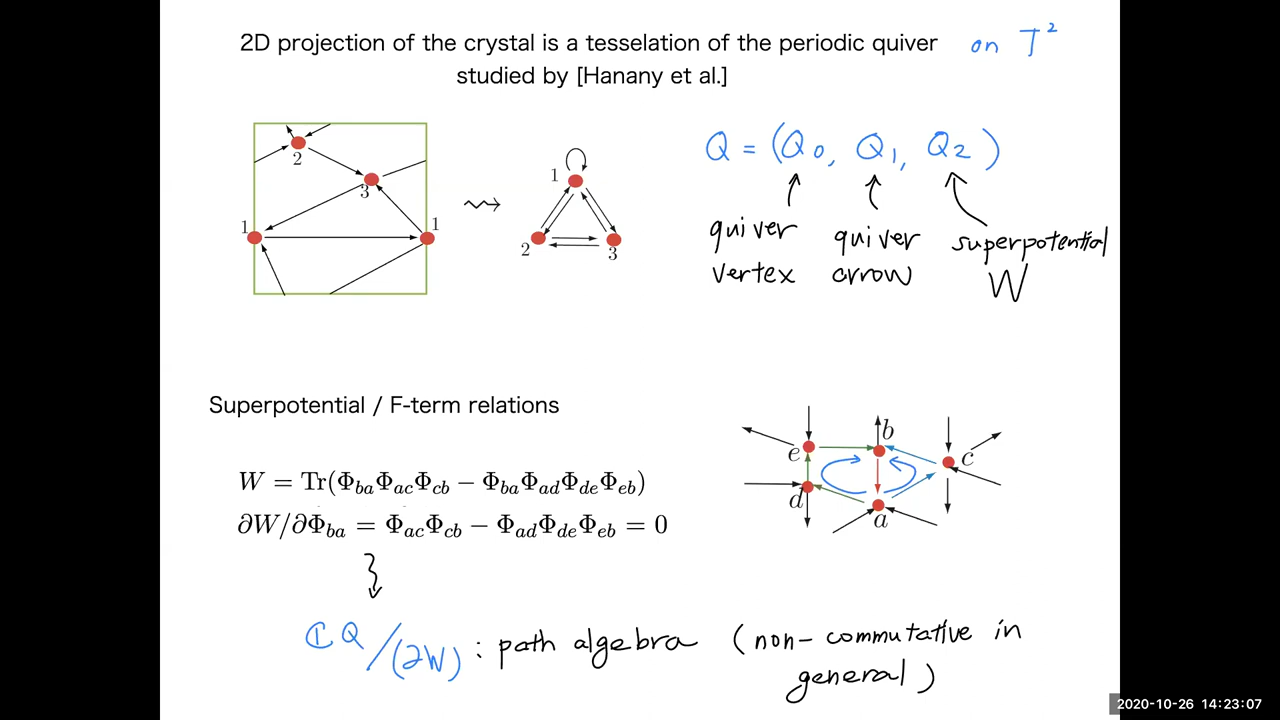 2D projection of the crystal is a tesselation of the periodic quiver on T²
studied by [Hanany et al.]
2
3
1
1
1
2
3
Q = (Q₀, Q₁, Q₂)
quiver vertex
quiver arrow
superpotential W
Superpotential / F-term relations
W = Tr(Φ_ba Φ_ac Φ_cb − Φ_ba Φ_ad Φ_de Φ_eb)
∂W/∂Φ_ba = Φ_ac Φ_cb − Φ_ad Φ_de Φ_eb = 0
b
e
c
d
a
ℂQ/(∂W) : path algebra (non-commutative in
general)
2020-10-26 14:23:07